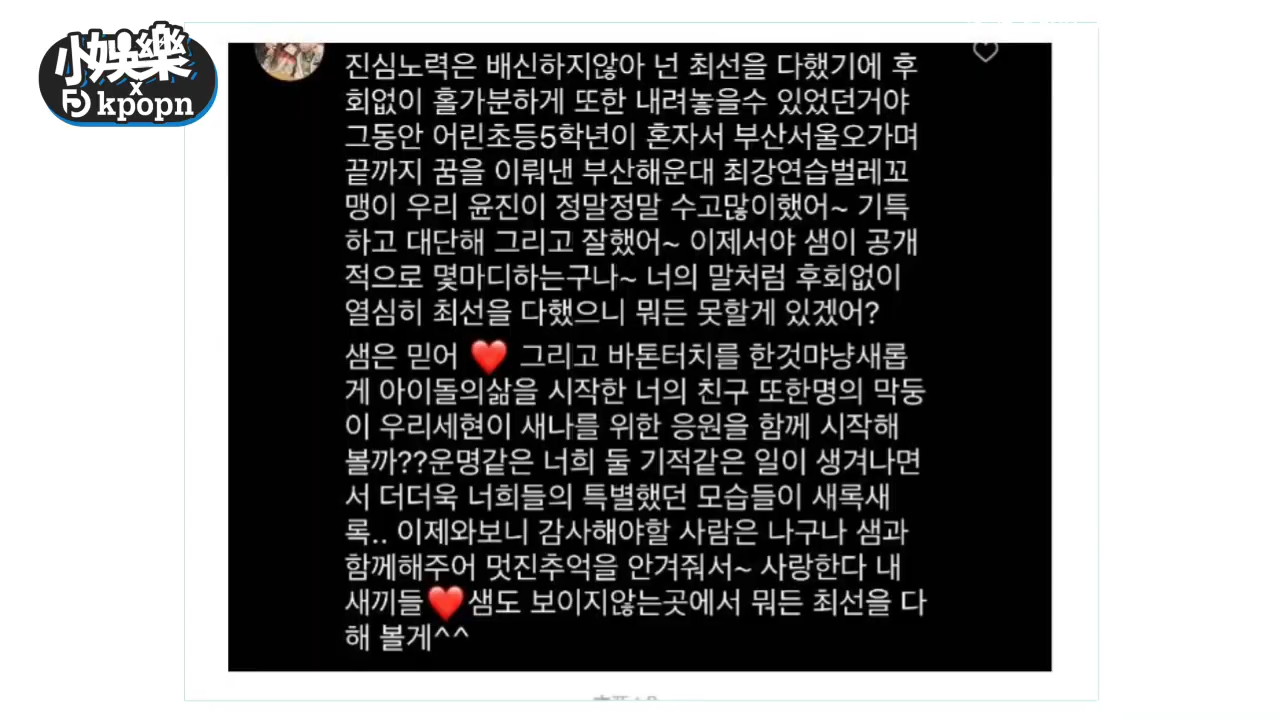 小娛樂
x
kpopn
진심노력은 배신하지않아 넌 최선을 다했기에 후
회없이 홀가분하게 또한 내려놓을수 있었던거야
그동안 어린초등5학년이 혼자서 부산서울오가며
끝까지 꿈을 이뤄낸 부산해운대 최강연습벌레꼬
맹이 우리 윤진이 정말정말 수고많이했어~ 기특
하고 대단해 그리고 잘했어~ 이제서야 샘이 공개
적으로 몇마디하는구나~ 너의 말처럼 후회없이
열심히 최선을 다했으니 뭐든 못할게 있겠어?
샘은 믿어 ❤️ 그리고 바톤터치를 한것먀냥새롭
게 아이돌의삶을 시작한 너의 친구 또한명의 막둥
이 우리세현이 새나를 위한 응원을 함께 시작해
볼까??운명같은 너희 둘 기적같은 일이 생겨나면
서 더더욱 너희들의 특별했던 모습들이 새록새
록.. 이제와보니 감사해야할 사람은 나구나 샘과
함께해주어 멋진추억을 안겨줘서~ 사랑한다 내
새끼들❤️샘도 보이지않는곳에서 뭐든 최선을 다
해 볼게^^